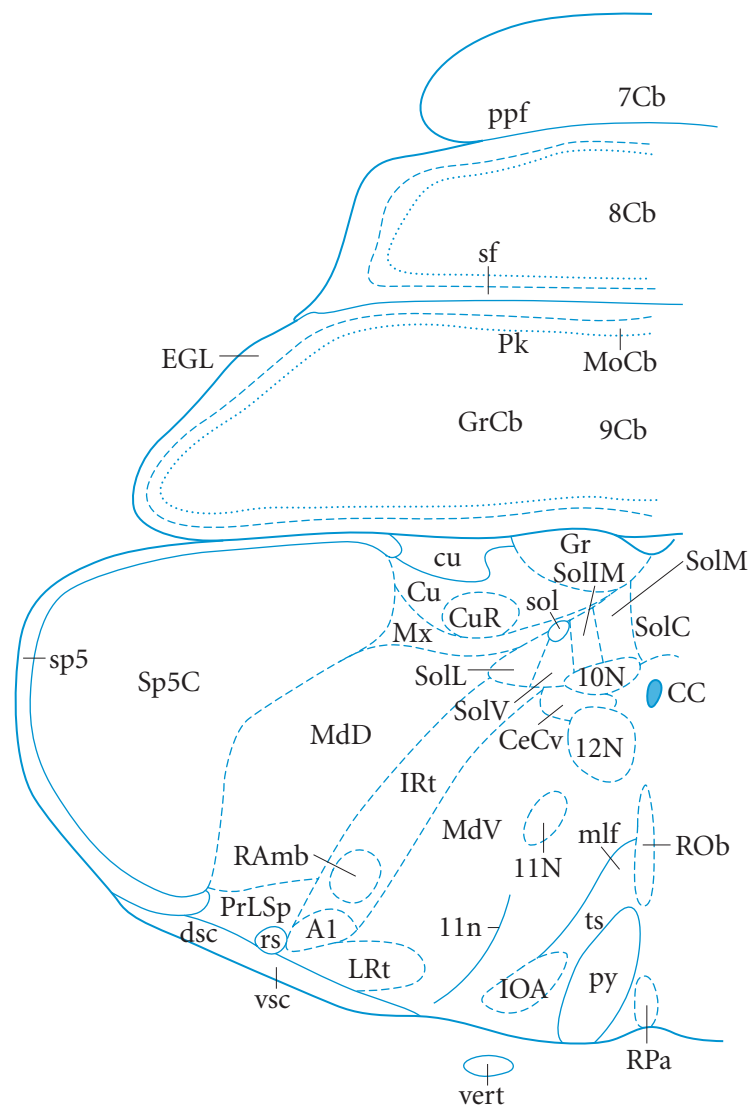 7Cb
ppf
8Cb
sf
EGL
Pk
MoCb
GrCb
9Cb
cu
Gr
SolIM
SolM
Cu
sol
CuR
Mx
SolC
sp5
Sp5C
SolL
10N
CC
SolV
MdD
CeCv
12N
IRt
MdV
mlf
RAmb
11N
ROb
PrLSp
A1
11n
ts
dsc
rs
LRt
vsc
IOA
py
RPa
vert